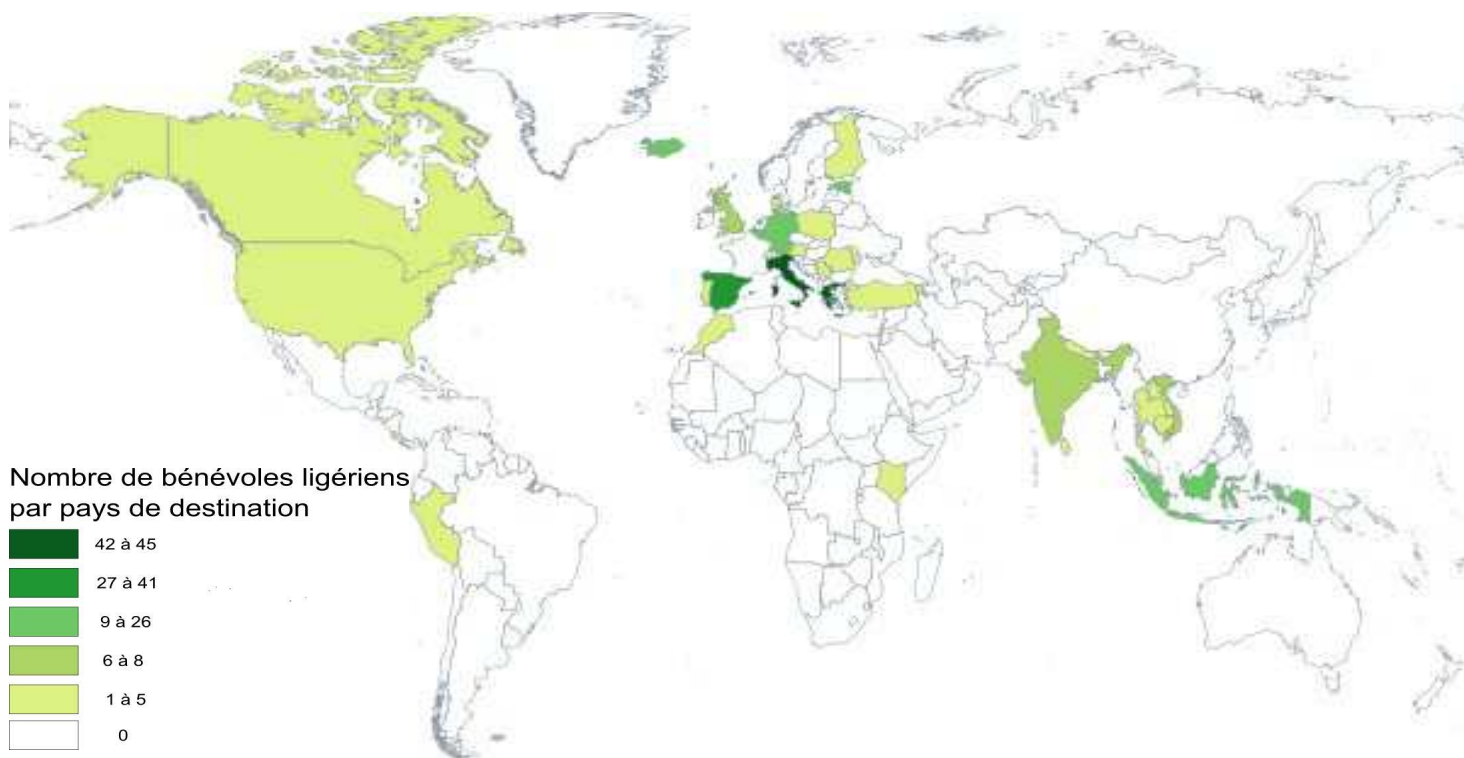 Nombre de bénévoles ligériens
par pays de destination
42 à 45
27 à 41
9 à 26
6 à 8
1 à 5
0